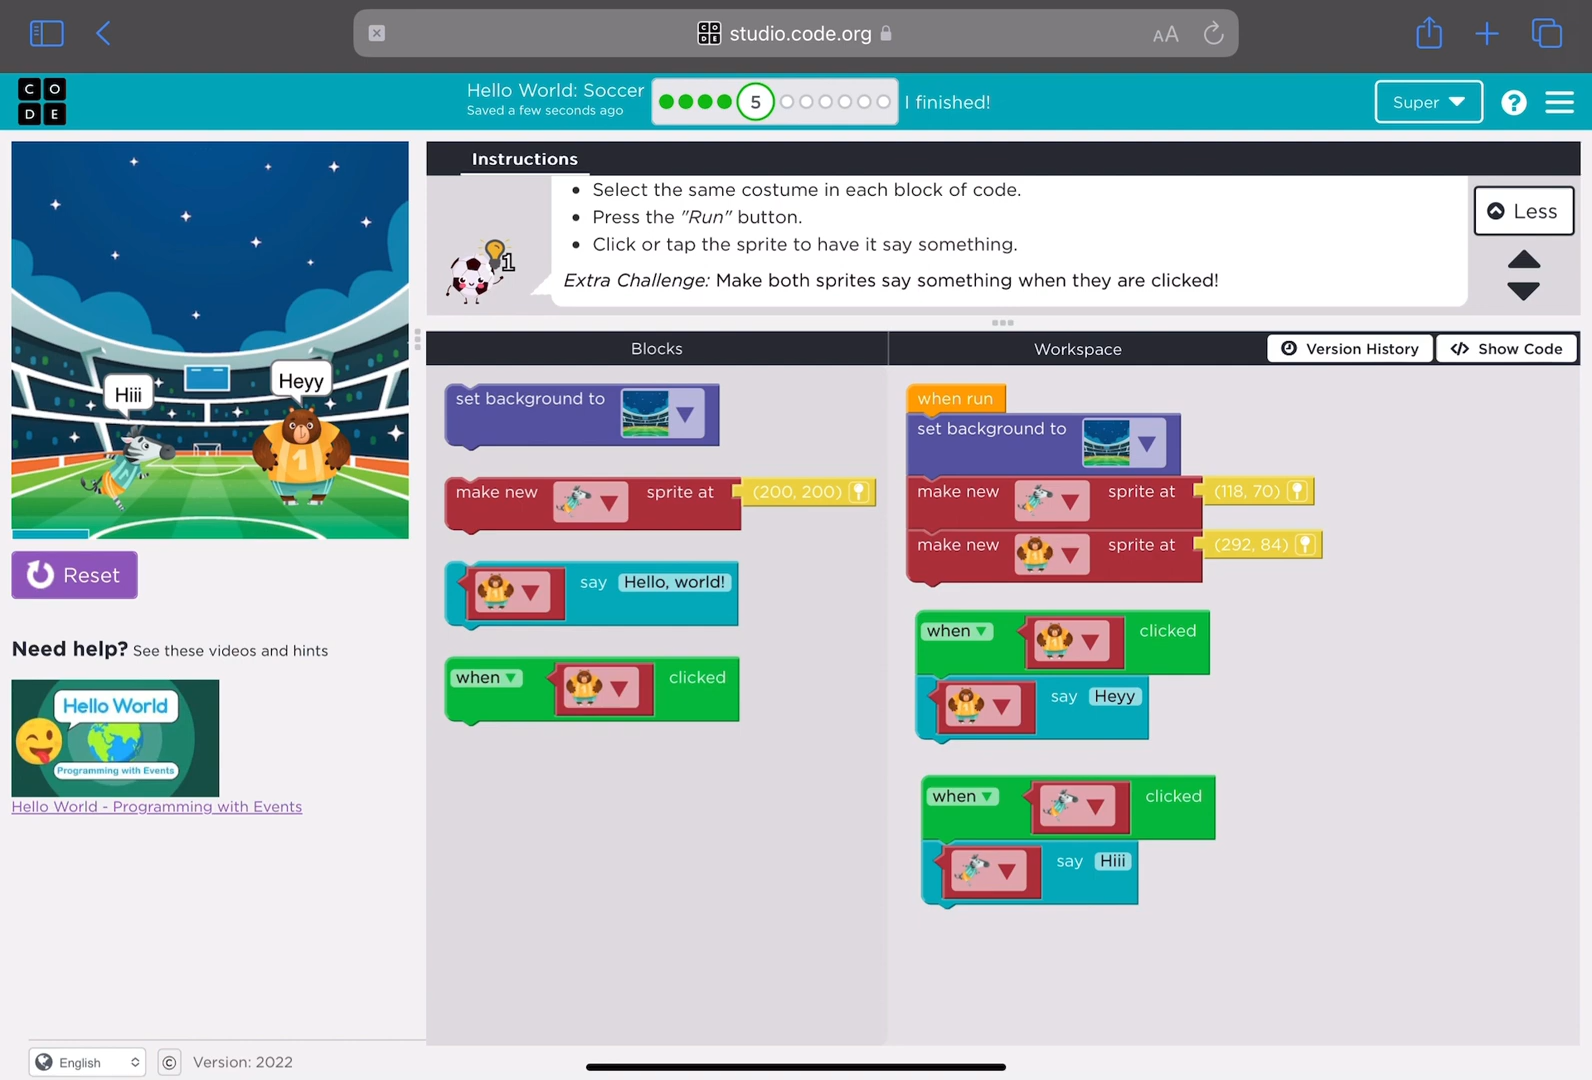 studio.code.org
AA
C O
D E
Hello World: Soccer
Saved a few seconds ago
5
I finished!
Super
?
Instructions
Select the same costume in each block of code.
Press the "Run" button.
Click or tap the sprite to have it say something.
Extra Challenge: Make both sprites say something when they are clicked!
1
Less
Hiii
Heyy
1
Reset
Need help? See these videos and hints
Hello World
Programming with Events
Hello World - Programming with Events
Blocks
set background to
make new sprite at (200, 200)
say Hello, world!
when clicked
Workspace
Version History
Show Code
when run
set background to
make new sprite at (118, 70)
make new sprite at (292, 84)
when clicked
say Heyy
when clicked
say Hiii
English
©
Version: 2022